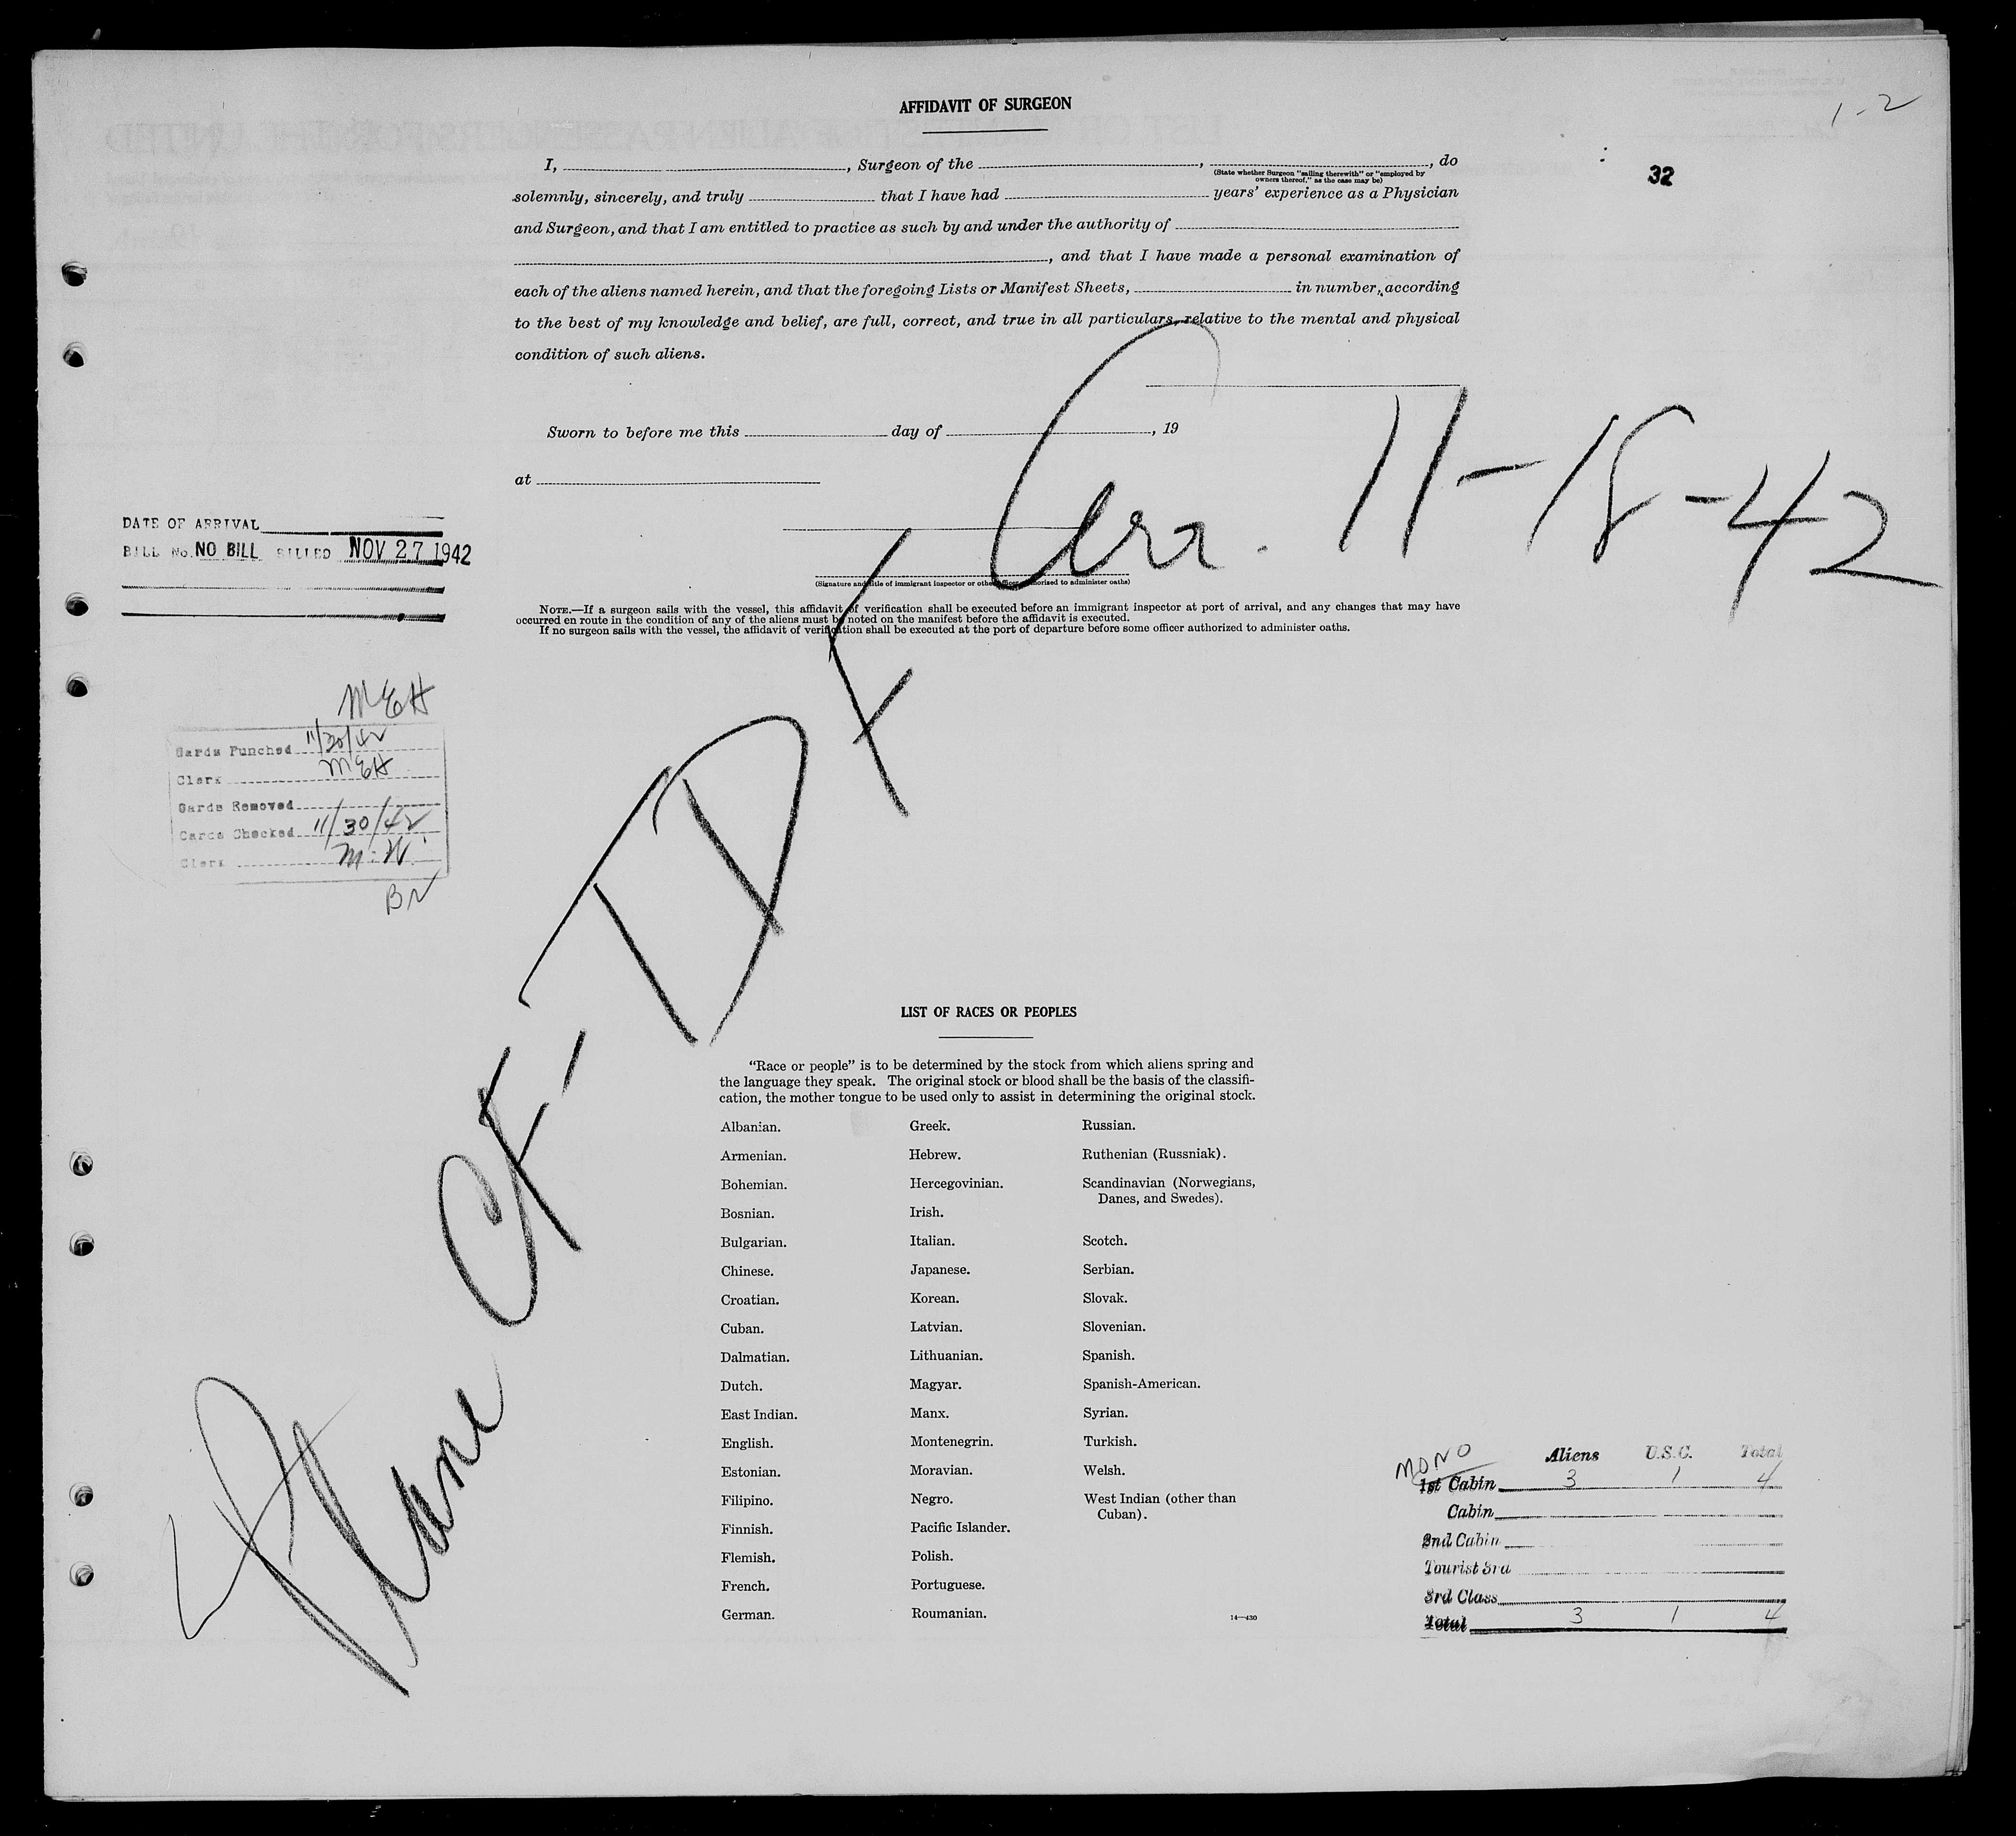 AFFIDAVIT OF SURGEON
1-2
32
I, , Surgeon of the , , do
(State whether Surgeon "sailing therewith" or "employed by
owners thereof," as the case may be)
solemnly, sincerely, and truly that I have had years' experience as a Physician
and Surgeon, and that I am entitled to practice as such by and under the authority of
, and that I have made a personal examination of
each of the aliens named herein, and that the foregoing Lists or Manifest Sheets, in number, according
to the best of my knowledge and belief, are full, correct, and true in all particulars, relative to the mental and physical
condition of such aliens.
Sworn to before me this day of , 19
at
Arr. 11-18-42
DATE OF ARRIVAL
BILL No. NO BILL BILLED NOV 27 1942
(Signature and title of immigrant inspector or other officer authorised to administer oaths)
NOTE.—If a surgeon sails with the vessel, this affidavit of verification shall be executed before an immigrant inspector at port of arrival, and any changes that may have
occurred en route in the condition of any of the aliens must be noted on the manifest before the affidavit is executed.
If no surgeon sails with the vessel, the affidavit of verification shall be executed at the port of departure before some officer authorized to administer oaths.
MEH
Cards Punched 11/30/42
Clerk MEH
Cards Removed
Cards Checked 11/30/42
Clerk M.W.
Plane CF-TDF
LIST OF RACES OR PEOPLES
"Race or people" is to be determined by the stock from which aliens spring and
the language they speak. The original stock or blood shall be the basis of the classifi-
cation, the mother tongue to be used only to assist in determining the original stock.
Albanian.
Armenian.
Bohemian.
Bosnian.
Bulgarian.
Chinese.
Croatian.
Cuban.
Dalmatian.
Dutch.
East Indian.
English.
Estonian.
Filipino.
Finnish.
Flemish.
French.
German.
Greek.
Hebrew.
Hercegovinian.
Irish.
Italian.
Japanese.
Korean.
Latvian.
Lithuanian.
Magyar.
Manx.
Montenegrin.
Moravian.
Negro.
Pacific Islander.
Polish.
Portuguese.
Roumanian.
Russian.
Ruthenian (Russniak).
Scandinavian (Norwegians,
Danes, and Swedes).
Scotch.
Serbian.
Slovak.
Slovenian.
Spanish.
Spanish-American.
Syrian.
Turkish.
Welsh.
West Indian (other than
Cuban).
14—430
Aliens U.S.C. Total
MONO
1st Cabin 3 1 4
Cabin
2nd Cabin
Tourist 3rd
3rd Class
Total 3 1 4